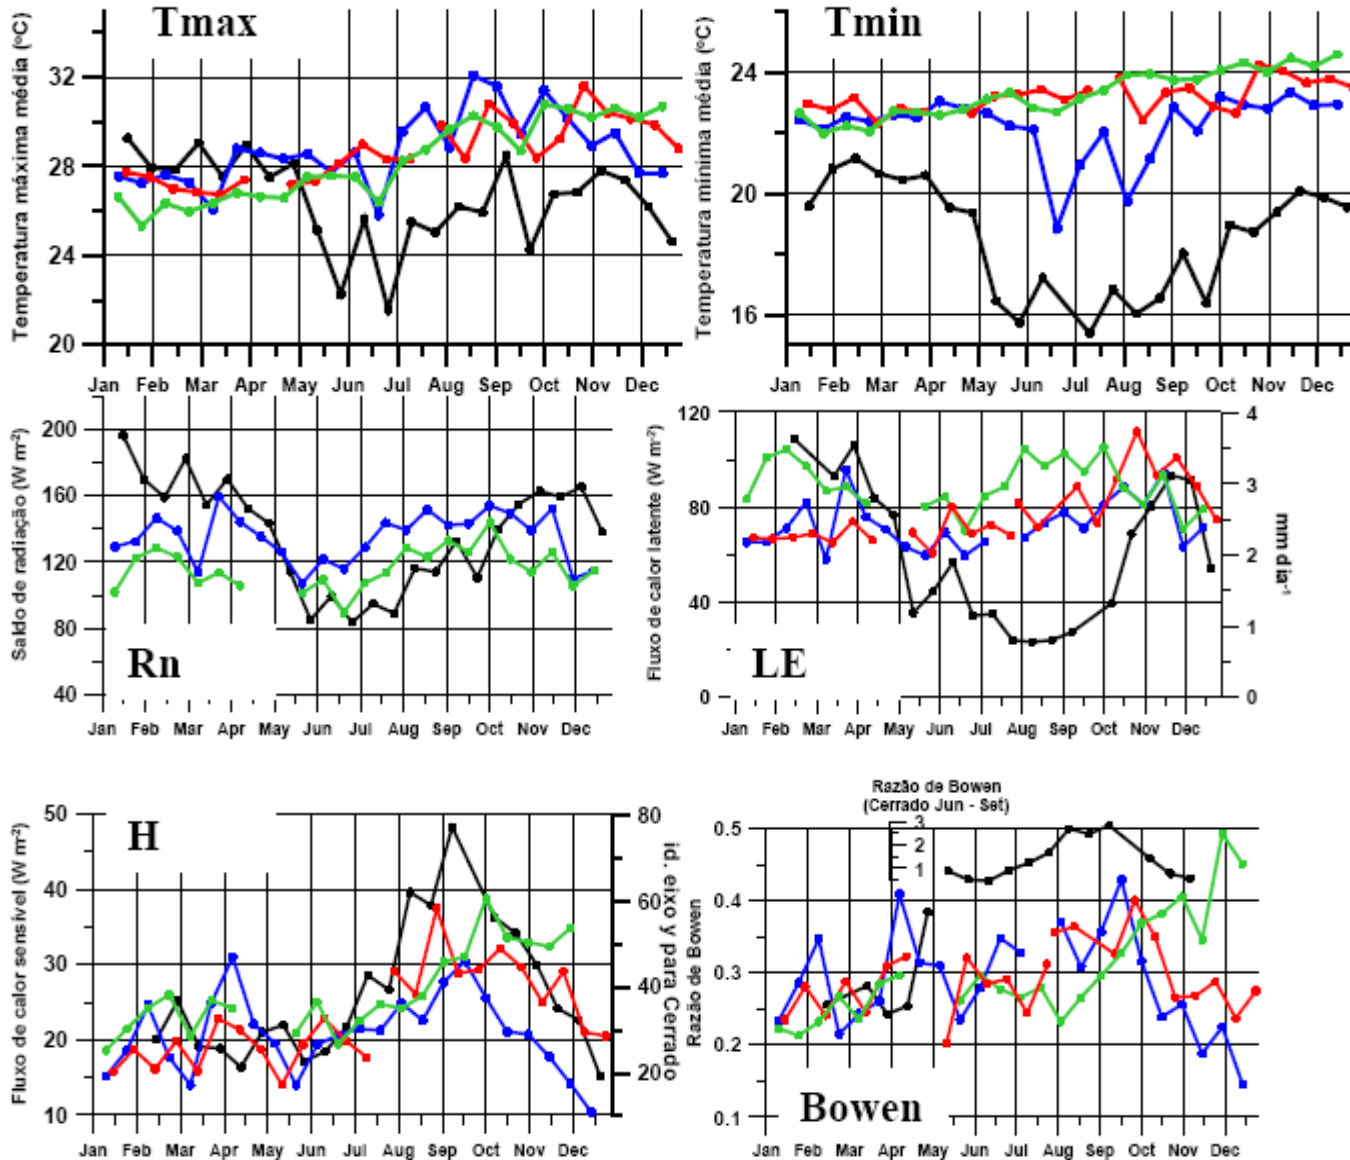 Tmax
Temperatura máxima média (ºC)
32
28
24
20
Jan Feb Mar Apr May Jun Jul Aug Sep Oct Nov Dec
Tmin
Temperatura mínima média (ºC)
24
20
16
Jan Feb Mar Apr May Jun Jul Aug Sep Oct Nov Dec
Rn
Saldo de radiação (W m-²)
200
160
120
80
40
Jan Feb Mar Apr May Jun Jul Aug Sep Oct Nov Dec
LE
Fluxo de calor latente (W m-²)
120
80
40
0
4
3
2
1
0
mm dia-¹
Jan Feb Mar Apr May Jun Jul Aug Sep Oct Nov Dec
H
Fluxo de calor sensível (W m-²)
50
40
30
20
10
80
60
40
20
id. eixo y para Cerrado
Jan Feb Mar Apr May Jun Jul Aug Sep Oct Nov Dec
Razão de Bowen
(Cerrado Jun - Set)
3
2
1
Razão de Bowen
0.5
0.4
0.3
0.2
0.1
Bowen
Jan Feb Mar Apr May Jun Jul Aug Sep Oct Nov Dec